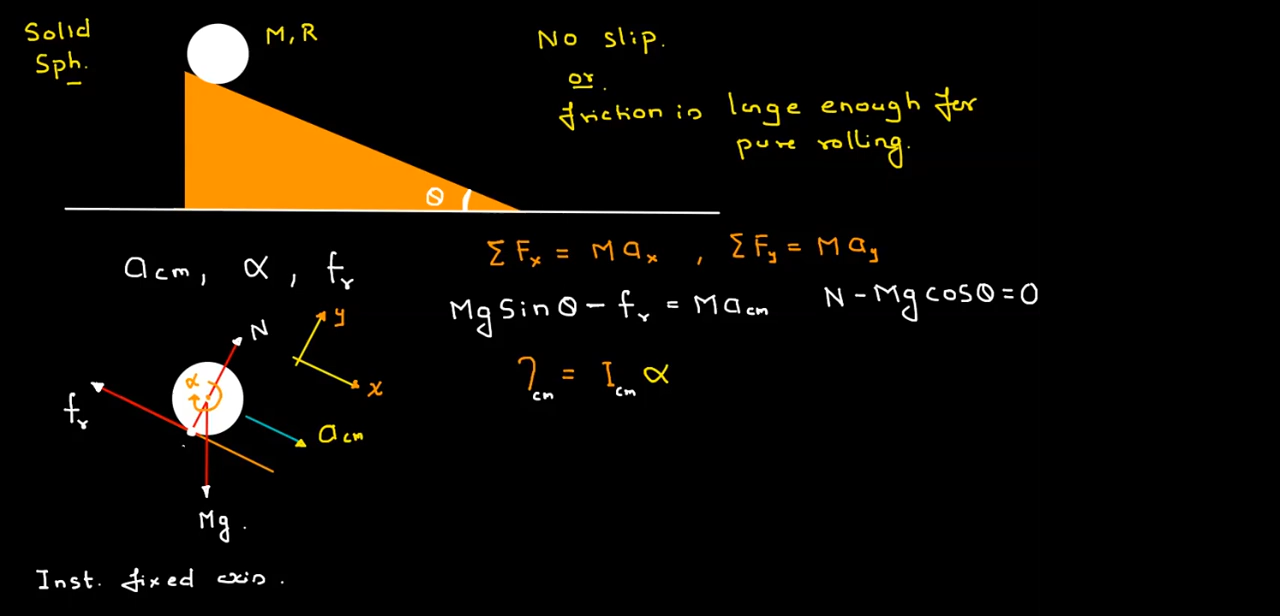 Solid
Sph.
M, R
No slip.
or.
friction is large enough for
pure rolling.
θ
acm, α, fr
ΣFx = Max, ΣFy = May
Mg sinθ - fr = Macm
N - Mg cosθ = 0
τcm = Icm α
N
y
x
α
fr
acm
Mg.
Inst. fixed axis.